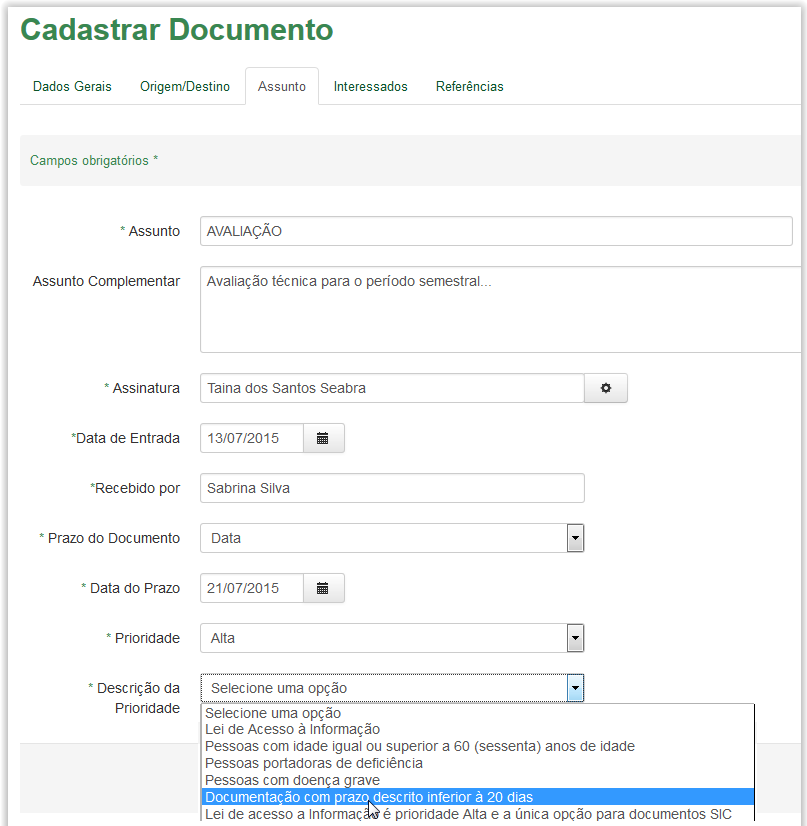 Cadastrar Documento
Dados Gerais Origem/Destino Assunto Interessados Referências
Campos obrigatórios *
* Assunto AVALIAÇÃO
Assunto Complementar Avaliação técnica para o período semestral...
* Assinatura Taina dos Santos Seabra
*Data de Entrada 13/07/2015
*Recebido por Sabrina Silva
* Prazo do Documento Data
* Data do Prazo 21/07/2015
* Prioridade Alta
* Descrição da Selecione uma opção
Prioridade
Selecione uma opção
Lei de Acesso à Informação
Pessoas com idade igual ou superior a 60 (sessenta) anos de idade
Pessoas portadoras de deficiência
Pessoas com doença grave
Documentação com prazo descrito inferior à 20 dias
Lei de acesso a Informação é prioridade Alta e a única opção para documentos SIC